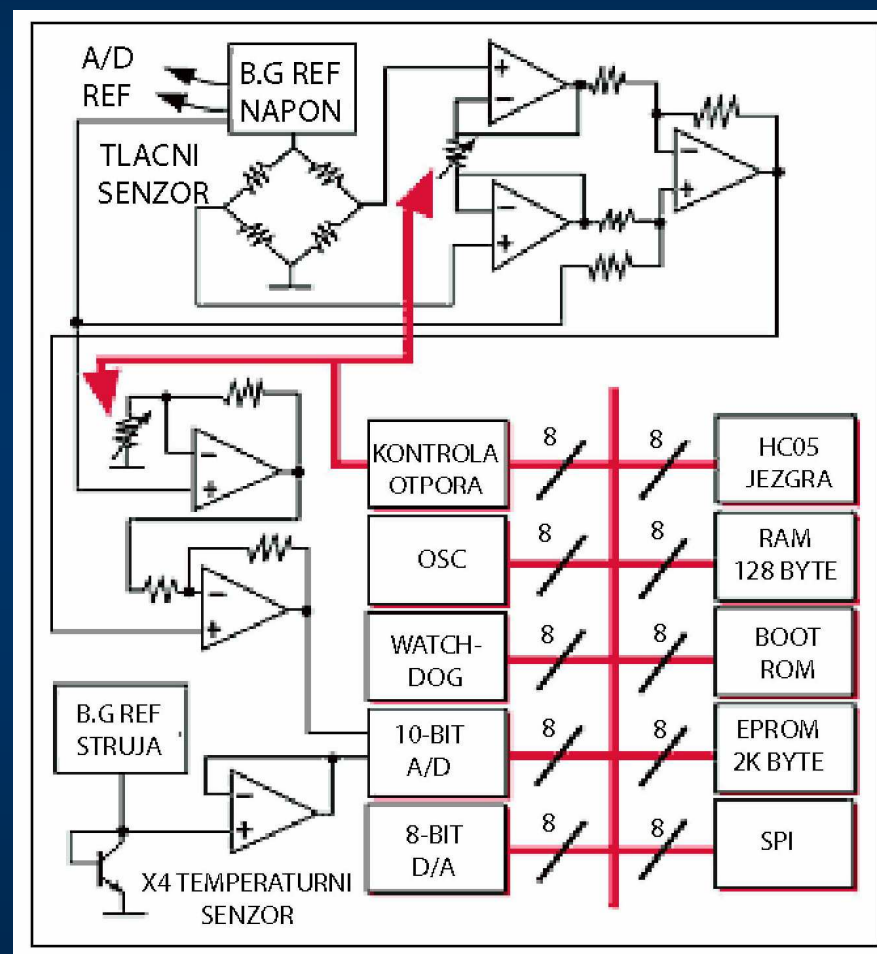 A/D
REF
B.G REF
NAPON
TLACNI
SENZOR
+
−
−
+
−
+
−
+
−
+
KONTROLA
OTPORA
8
8
HC05
JEZGRA
OSC
8
8
RAM
128 BYTE
WATCH-
DOG
8
8
BOOT
ROM
B.G REF
STRUJA
10-BIT
A/D
8
8
EPROM
2K BYTE
−
+
8-BIT
D/A
8
8
SPI
X4 TEMPERATURNI
SENZOR